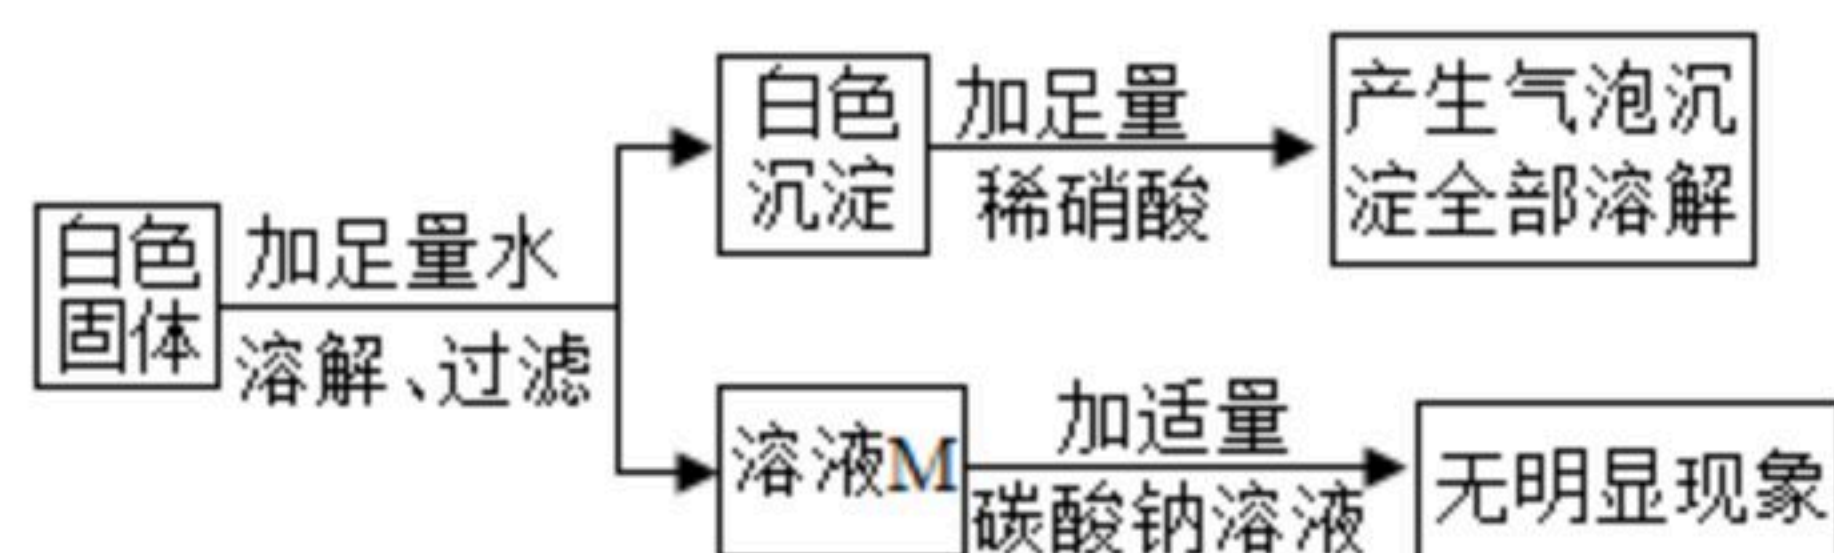 白色
固体
加足量水
溶解、过滤
白色
沉淀
加足量
稀硝酸
产生气泡沉
淀全部溶解
溶液M
加适量
碳酸钠溶液
无明显现象